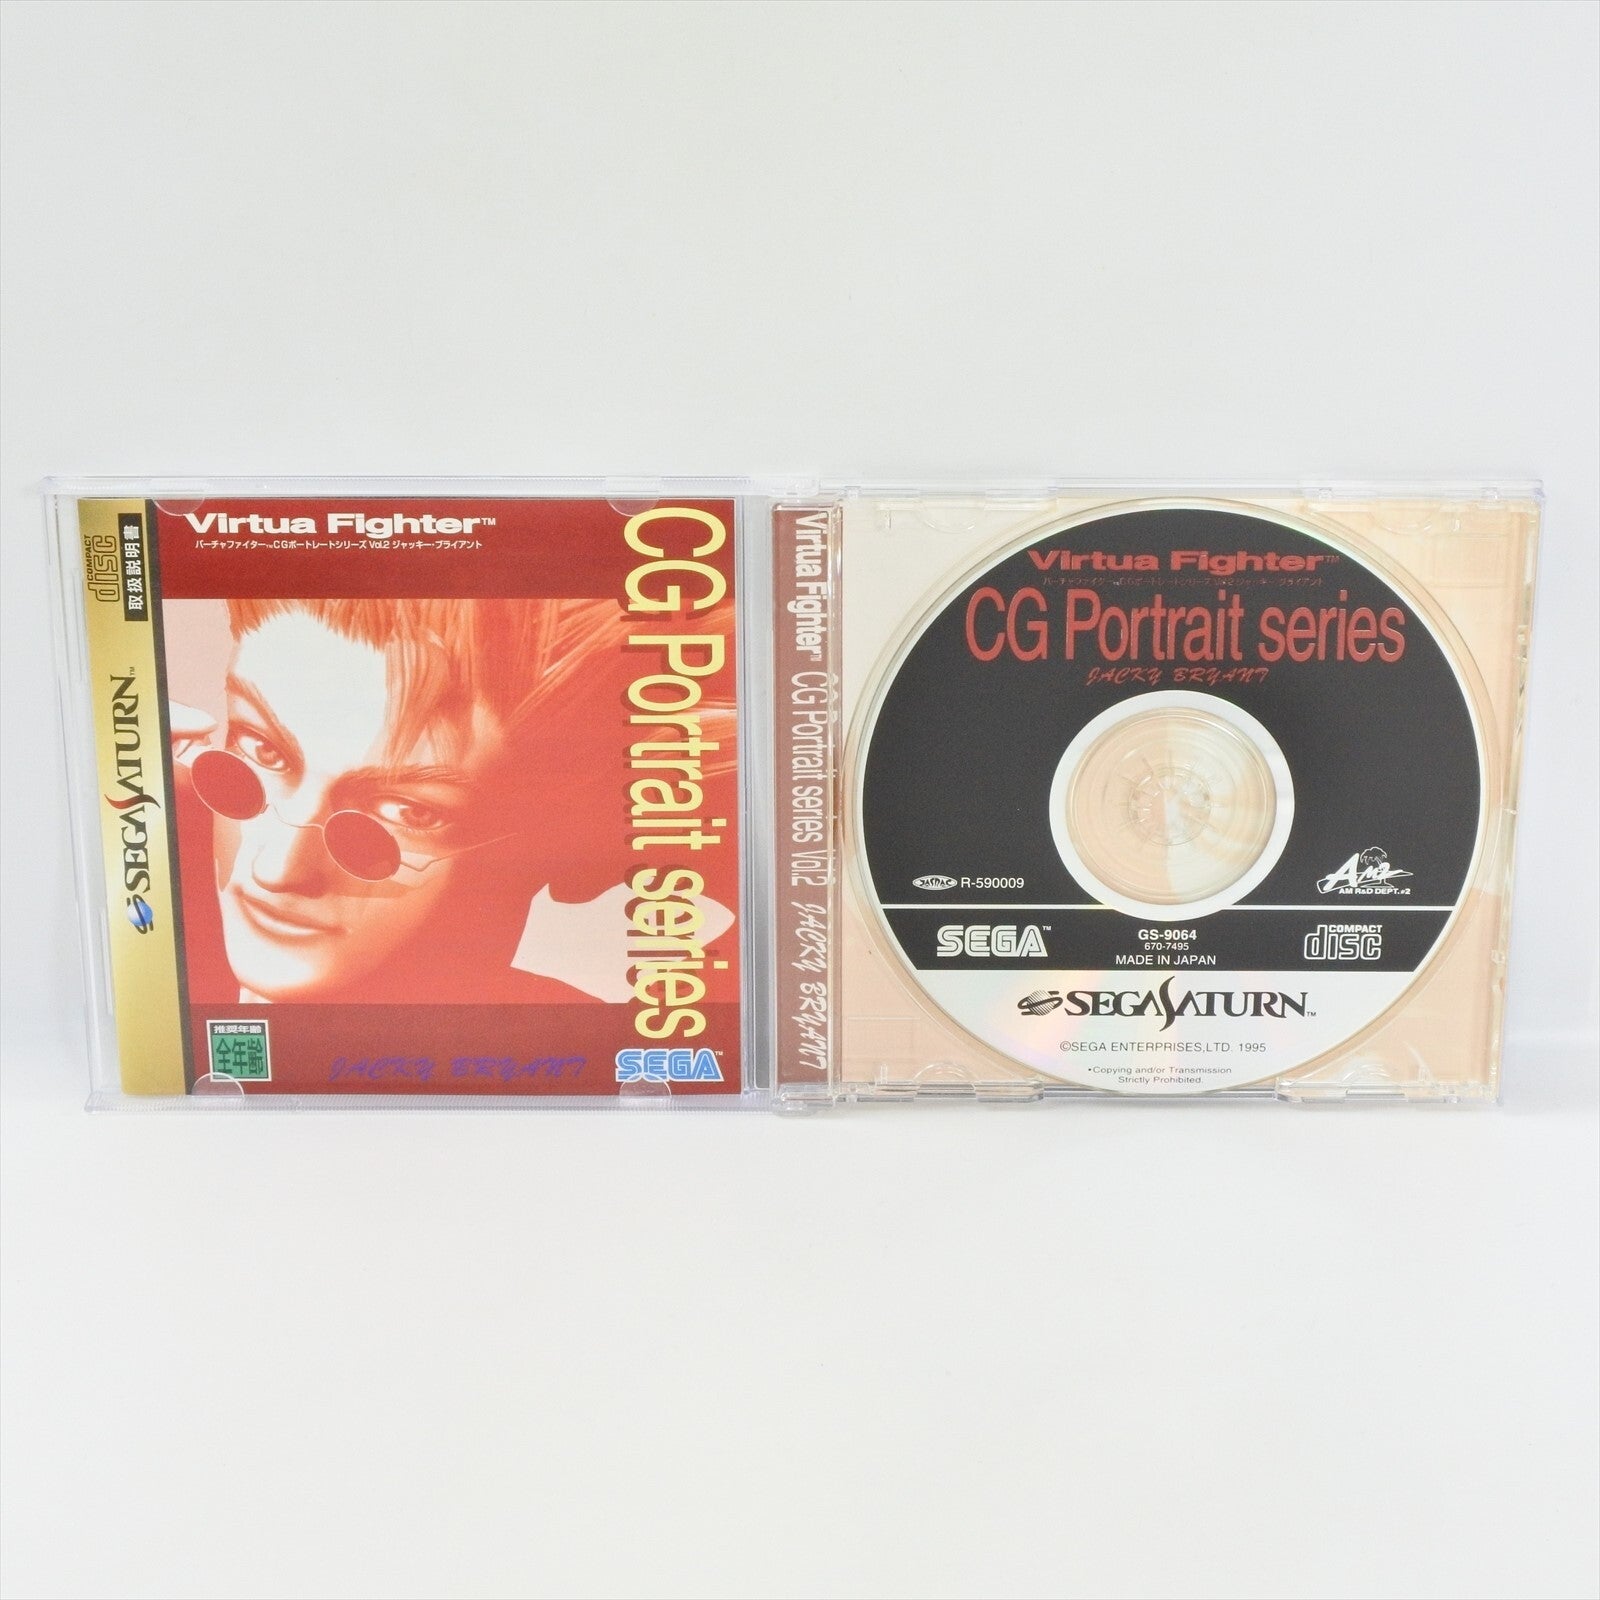 COMPACT
disc
取扱説明書
SEGA SATURN™
Virtua Fighter™
バーチャファイター™CGポートレートシリーズ Vol.2 ジャッキー・ブライアント
CG Portrait series
推奨年齢
全年齢
JACKY BRYANT
SEGA™
Virtua Fighter™ CG Portrait series Vol.2 JACKY BRYANT
Virtua Fighter™
バーチャファイター™CGポートレートシリーズ Vol.2 ジャッキー・ブライアント
CG Portrait series
JACKY BRYANT
JASRAC R-590009
AM2
AM R&D DEPT.#2
SEGA™
GS-9064
670-7495
MADE IN JAPAN
COMPACT
disc
SEGA SATURN™
©SEGA ENTERPRISES,LTD. 1995
•Copying and/or Transmission
Strictly Prohibited.